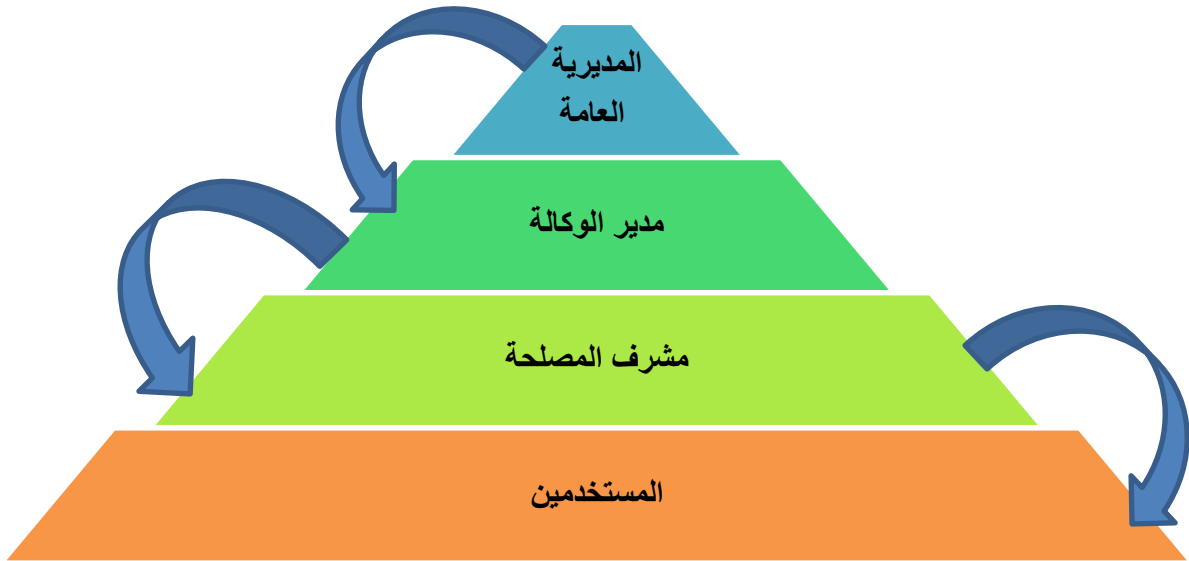 المديرية
العامة
مدير الوكالة
مشرف المصلحة
المستخدمين